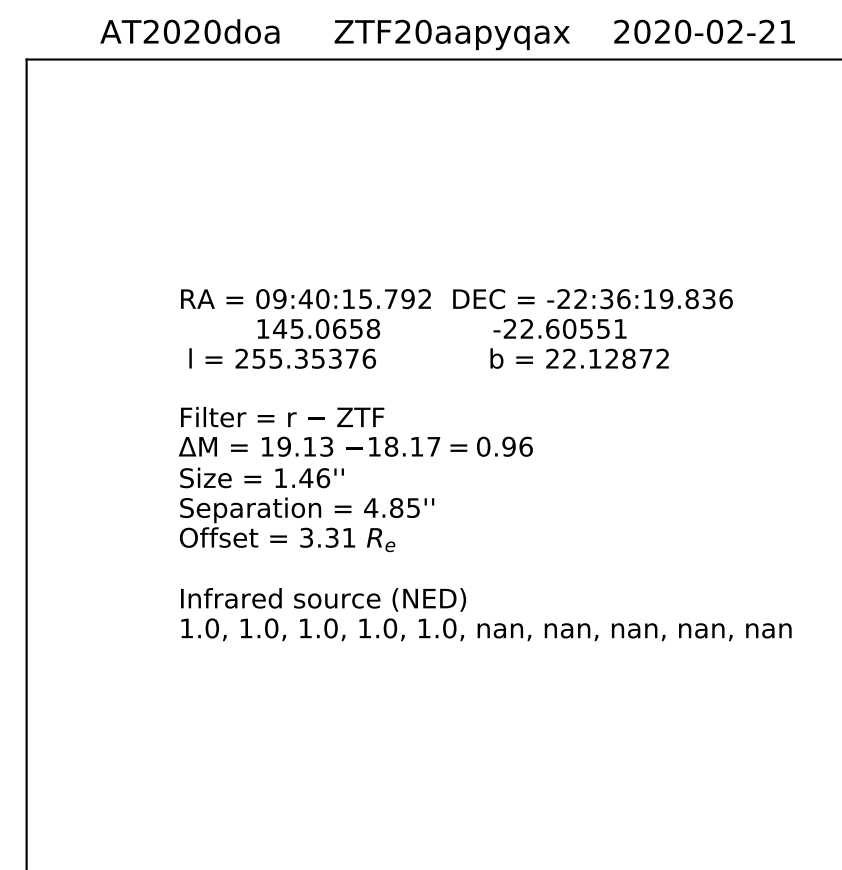 AT2020doa ZTF20aapyqax 2020-02-21
RA = 09:40:15.792 DEC = -22:36:19.836
145.0658 -22.60551
l = 255.35376 b = 22.12872
Filter = r − ZTF
ΔM = 19.13 −18.17 = 0.96
Size = 1.46''
Separation = 4.85''
Offset = 3.31 Re
Infrared source (NED)
1.0, 1.0, 1.0, 1.0, 1.0, nan, nan, nan, nan, nan